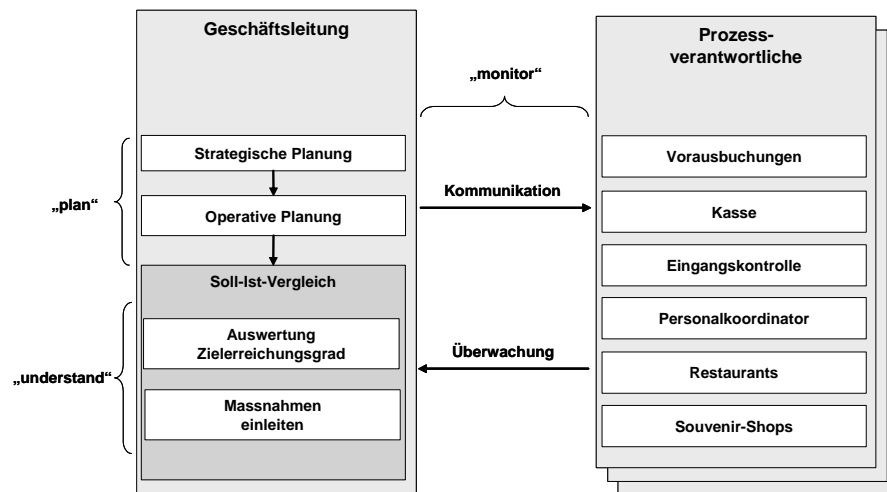 Geschäftsleitung
„plan“
Strategische Planung
Operative Planung
Soll-Ist-Vergleich
„understand“
Auswertung
Zielerreichungsgrad
Massnahmen
einleiten
„monitor“
Kommunikation
Überwachung
Prozess-
verantwortliche
Vorausbuchungen
Kasse
Eingangskontrolle
Personalkoordinator
Restaurants
Souvenir-Shops